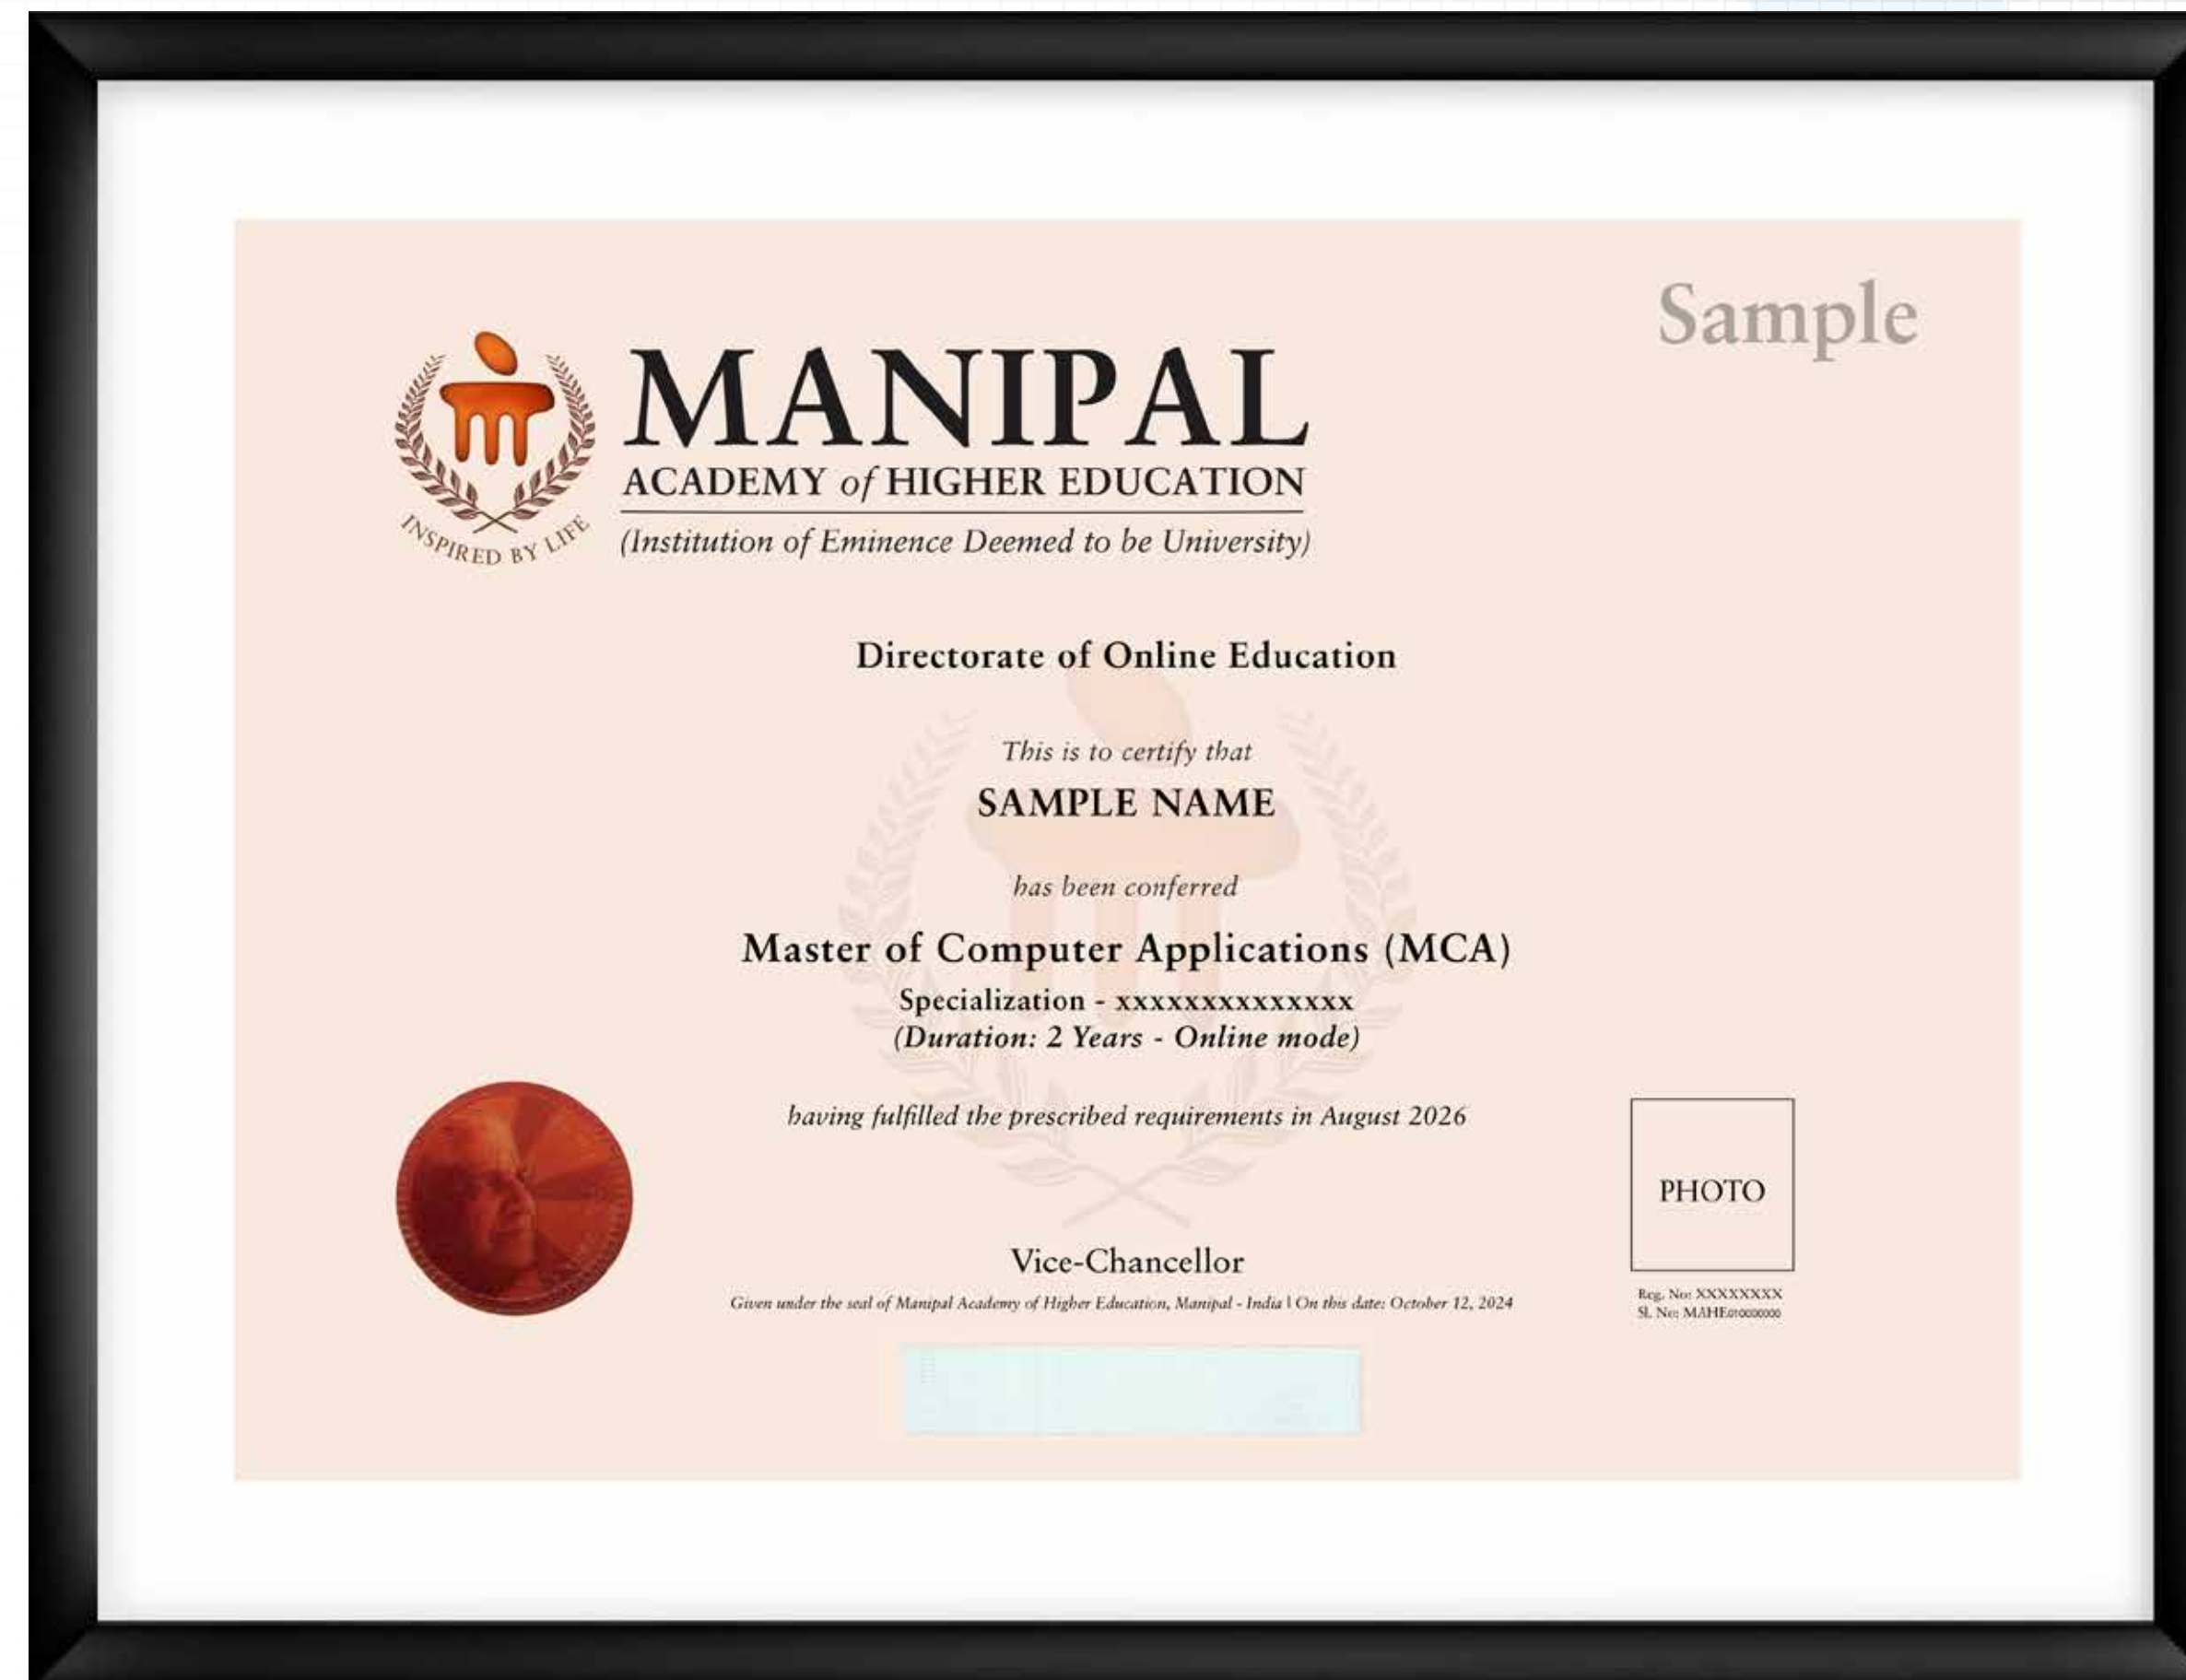 Sample
MANIPAL
ACADEMY of HIGHER EDUCATION
(Institution of Eminence Deemed to be University)
INSPIRED BY LIFE
Directorate of Online Education
This is to certify that
SAMPLE NAME
has been conferred
Master of Computer Applications (MCA)
Specialization - xxxxxxxxxxxxxx
(Duration: 2 Years - Online mode)
having fulfilled the prescribed requirements in August 2026
PHOTO
Vice-Chancellor
Given under the seal of Manipal Academy of Higher Education, Manipal - India | On this date: October 12, 2024
Reg. No: XXXXXXXX
Sl. No: MAHE010000000